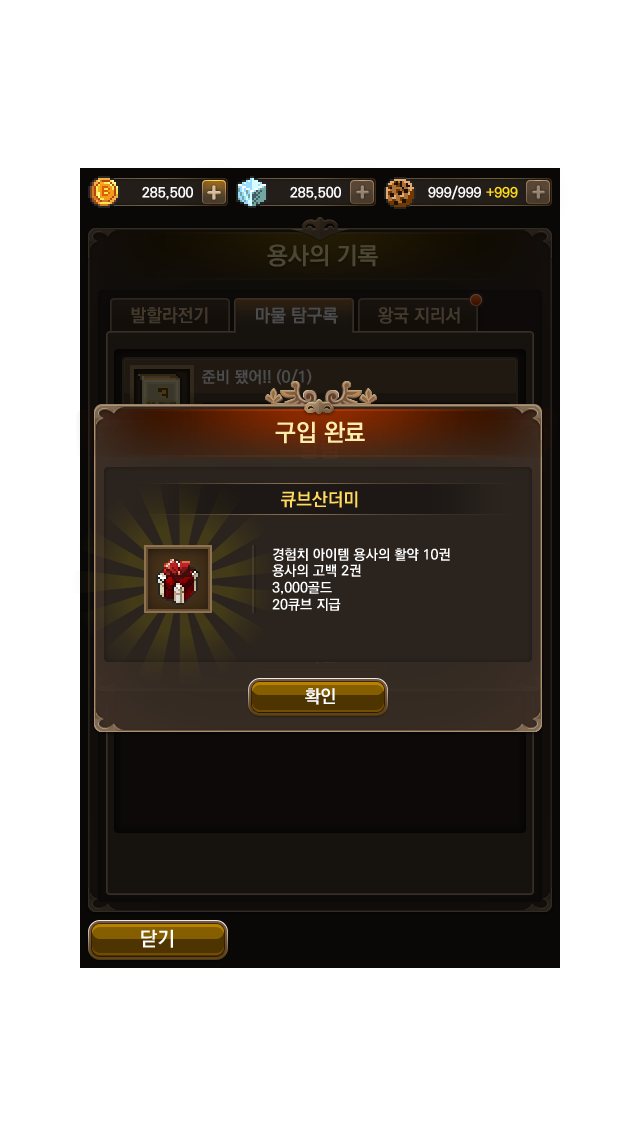 285,500
285,500
999/999 +999
용사의 기록
발할라전기
마물 탐구록
왕국 지리서
준비 됐어!! (0/1)
구입 완료
큐브산더미
경험치 아이템 용사의 활약 10권
용사의 고백 2권
3,000골드
20큐브 지급
확인
닫기